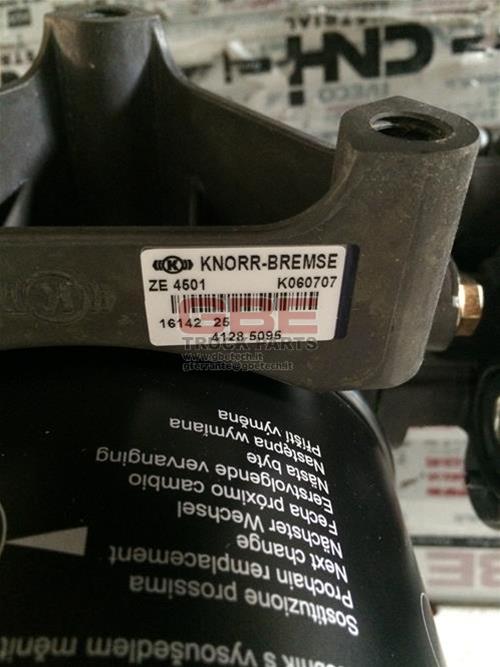 CNH
INDUSTRIAL
IVECO
KNORR-BREMSE
ZE 4501 K060707
16142 25
4128 5095
GBE
TRUCK PARTS
www.gbetech.it
gferrante@gbetech.it
Sostituzione prossima
Prochain remplacement
Next change
Nächster Wechsel
Fecha próximo cambio
Eerstvolgende vervanging
Nästa byte
Następna wymiana
Příští výměna
s vysoušedlem